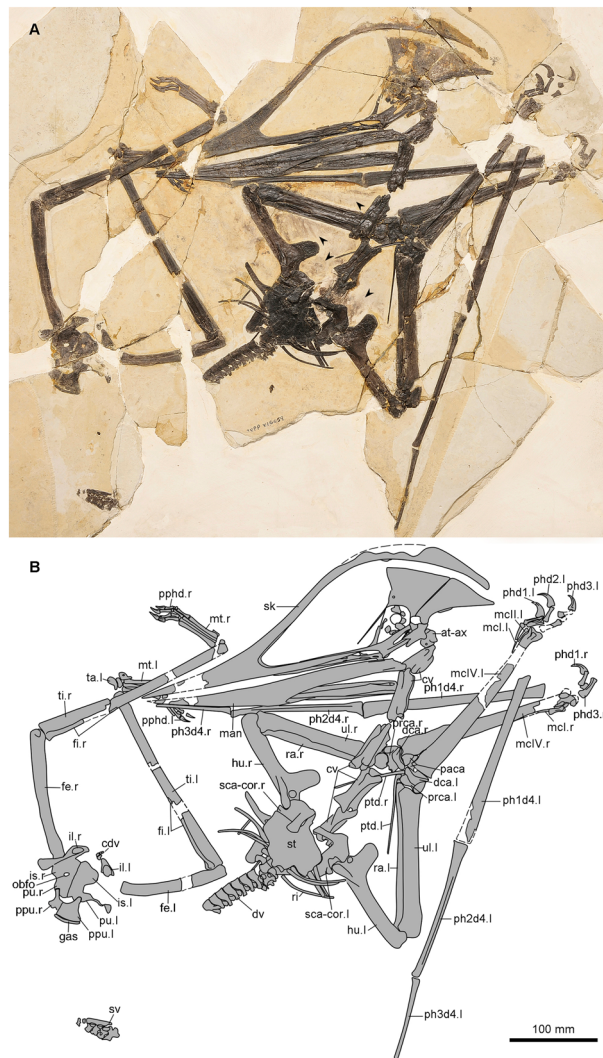 A
B
pphd.r
mt.r
sk
phd2.l
phd1.l
phd3.l
mcII.l
mcI.l
at-ax
phd1.r
ta.l
mt.l
mcIV.l
cv
ph1d4.r
ti.r
pphd.l
ph3d4.r
man
ph2d4.r
prca.r
dca.r
mcI.r
phd3.
mcIV.r
fi.r
ul.r
ra.r
hu.r
cv
paca
dca.l
prca.l
ptd.r
ph1d4.l
fe.r
ti.l
sca-cor.r
ptd.l
fi.l
st
ul.l
ra.l
il.r
cdv
il.l
is.r
obfo
pu.r
is.l
fe.l
ppu.r
pu.l
gas
ppu.l
dv
ri
sca-cor.l
hu.l
ph2d4.l
sv
ph3d4.l
100 mm